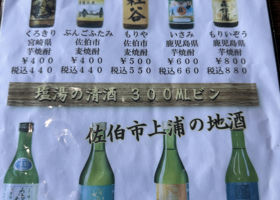 くろきり ぶんごふたみ もりや いさみ もりいぞう
宮崎県 佐伯市 佐伯市 鹿児島県 鹿児島県
芋焼酎 麦焼酎 麦焼酎 芋焼酎 芋焼酎
¥400 ¥400 ¥500 ¥600 ¥800
税込440 税込440 税込550 税込660 税込880
塩湯の清酒 300MLビン
佐伯市上浦の地酒